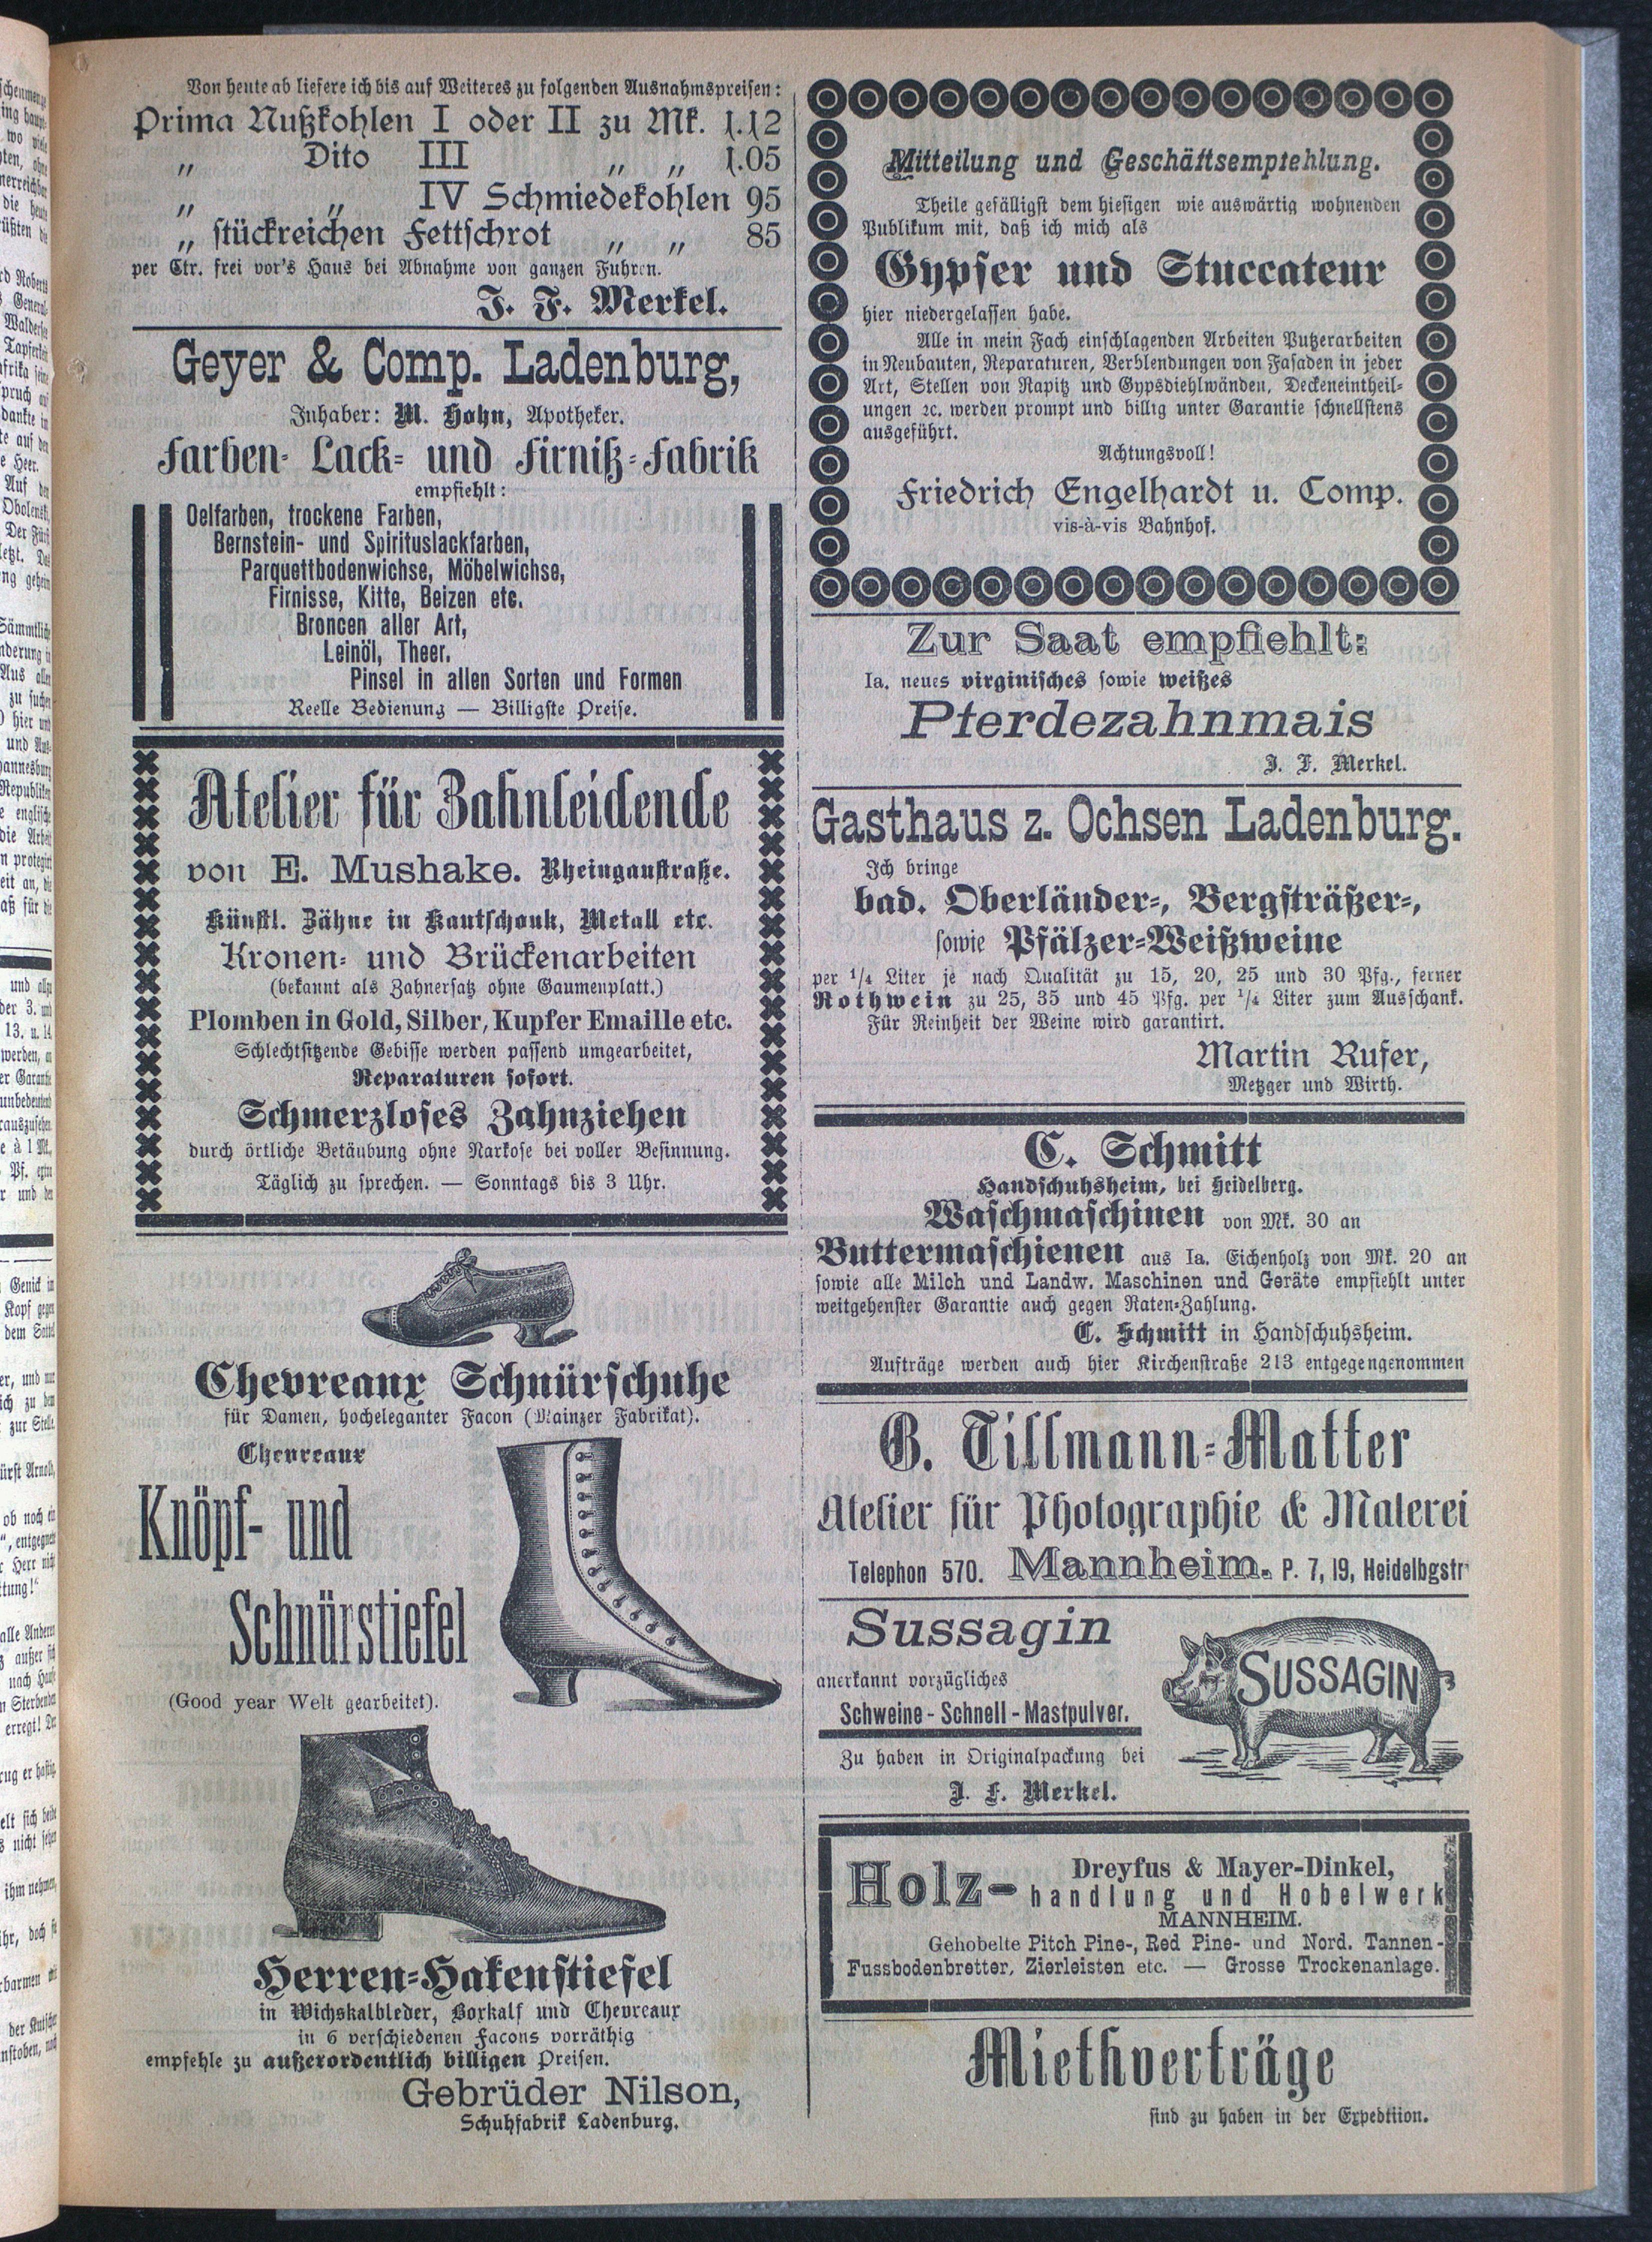 Von heute ab liefere ich bis auf Weiteres zu folgenden Ausnahmspreisen:
Prima Nußkohlen I oder II zu Mk. 1.12
„ Dito III „ „ 1.05
„ „ IV Schmiedekohlen 95
„ stückreichen Fettschrot „ „ 85
per Ctr. frei vor's Haus bei Abnahme von ganzen Fuhren.
J. F. Merkel.
Geyer & Comp. Ladenburg,
Inhaber: M. Hohn, Apotheker.
Farben- Lack- und Firniß-Fabrik
empfiehlt:
Oelfarben, trockene Farben,
Bernstein- und Spirituslackfarben,
Parquettbodenwichse, Möbelwichse,
Firnisse, Kitte, Beizen etc.
Broncen aller Art,
Leinöl, Theer.
Pinsel in allen Sorten und Formen
Reelle Bedienung — Billigste Preise.
Atelier für Zahnleidende
von E. Mushake. Rheingaustraße.
Künstl. Zähne in Kautschouk, Metall etc.
Kronen- und Brückenarbeiten
(bekannt als Zahnersatz ohne Gaumenplatt.)
Plomben in Gold, Silber, Kupfer Emaille etc.
Schlechtsitzende Gebisse werden passend umgearbeitet,
Reparaturen sofort.
Schmerzloses Zahnziehen
durch örtliche Betäubung ohne Narkose bei voller Besinnung.
Täglich zu sprechen. — Sonntags bis 3 Uhr.
Chevreaux Schnürschuhe
für Damen, hocheleganter Facon (Mainzer Fabrikat).
Chevreaux
Knöpf- und
Schnürstiefel
(Good year Welt gearbeitet).
Herren-Hakenstiefel
in Wichskalbleder, Boxkalf und Chevreaux
in 6 verschiedenen Facons vorräthig
empfehle zu außerordentlich billigen Preisen.
Gebrüder Nilson,
Schuhfabrik Ladenburg.
Mitteilung und Geschäftsempfehlung.
Theile gefälligst dem hiesigen wie auswärtig wohnenden
Publikum mit, daß ich mich als
Gypser und Stuccateur
hier niedergelassen habe.
Alle in mein Fach einschlagenden Arbeiten Putzerarbeiten
in Neubauten, Reparaturen, Verblendungen von Fasaden in jeder
Art, Stellen von Rapitz und Gypsdiehlwänden, Deckeneintheil-
ungen ꝛc. werden prompt und billig unter Garantie schnellstens
ausgeführt.
Achtungsvoll!
Friedrich Engelhardt u. Comp.
vis-à-vis Bahnhof.
Zur Saat empfiehlt:
Ia. neues virginisches sowie weißes
Pferdezahnmais
J. F. Merkel.
Gasthaus z. Ochsen Ladenburg.
Ich bringe
bad. Oberländer-, Bergsträßer-,
sowie Pfälzer-Weißweine
per 1/4 Liter je nach Qualität zu 15, 20, 25 und 30 Pfg., ferner
Rothwein zu 25, 35 und 45 Pfg. per 1/4 Liter zum Ausschank.
Für Reinheit der Weine wird garantirt.
Martin Rufer,
Metzger und Wirth.
C. Schmitt
Handschuhsheim, bei Heidelberg.
Waschmaschinen von Mk. 30 an
Buttermaschienen aus Ia. Eichenholz von Mk. 20 an
sowie alle Milch und Landw. Maschinen und Geräte empfiehlt unter
weitgehenster Garantie auch gegen Raten-Zahlung.
C. Schmitt in Handschuhsheim.
Aufträge werden auch hier Kirchenstraße 213 entgegengenommen
G. Tillmann-Matter
Atelier für Photographie & Malerei
Telephon 570. Mannheim. P. 7, 19, Heidelbgstr
Sussagin
anerkannt vorzügliches
Schweine-Schnell-Mastpulver.
Zu haben in Originalpackung bei
J. F. Merkel.
SUSSAGIN
Dreyfus & Mayer-Dinkel,
Holz-handlung und Hobelwerk
MANNHEIM.
Gehobelte Pitch Pine-, Red Pine- und Nord. Tannen-
Fussbodenbretter, Zierleisten etc. — Grosse Trockenanlage.
Miethverträge
sind zu haben in der Expedtiion.